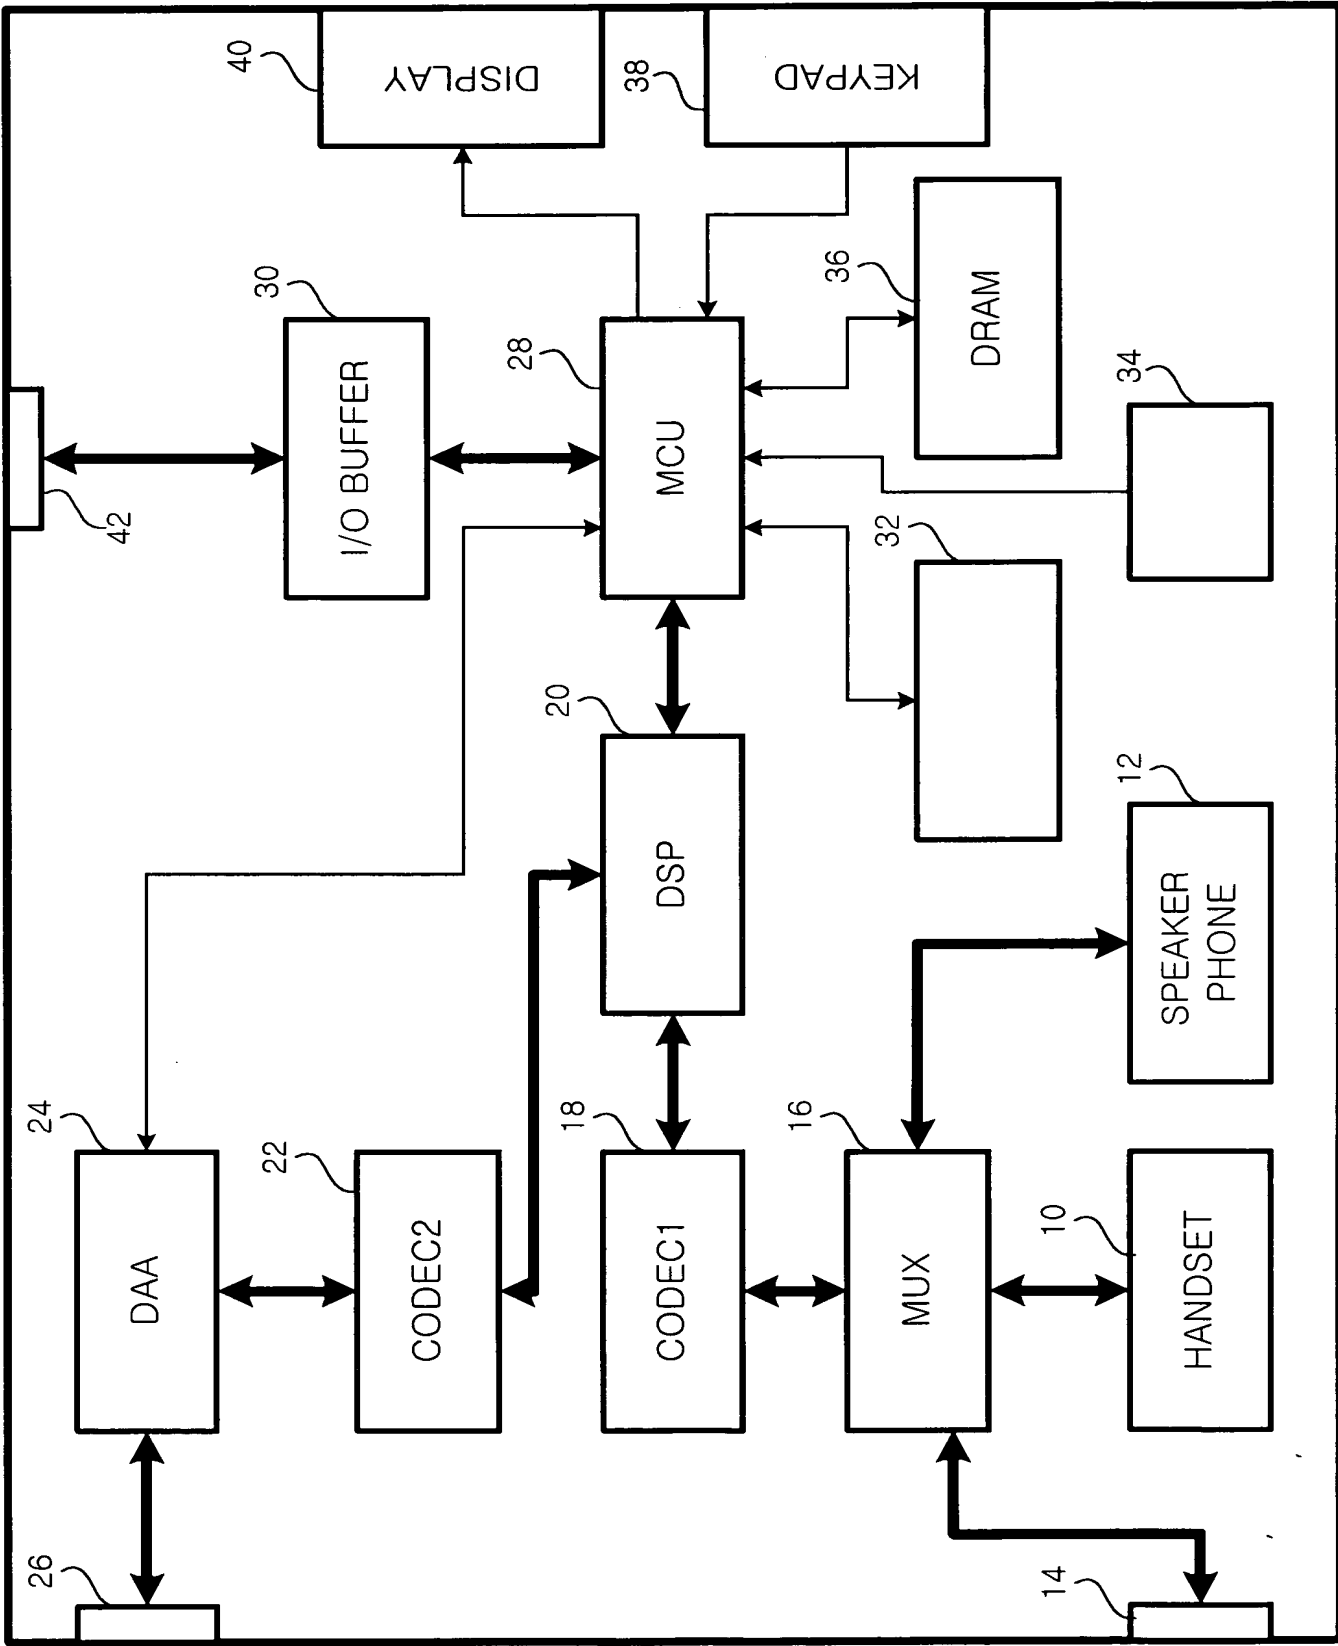 26
24
42
DAA
40
22
30
I/O BUFFER
CODEC2
DISPLAY
28
20
18
38
CODEC1
DSP
MCU
16
36
KEYPAD
32
MUX
DRAM
10
14
12
34
HANDSET
SPEAKER
PHONE